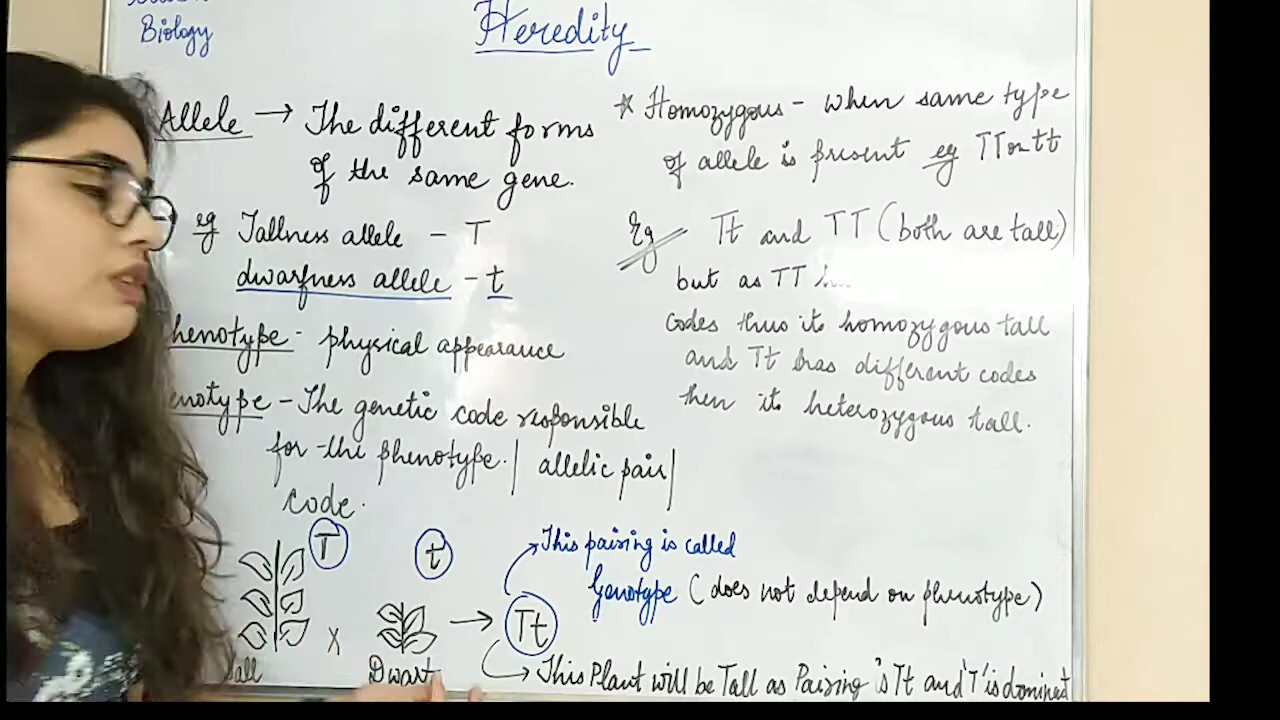 Biology
Heredity
Allele → The different forms
of the same gene.
eg Tallness allele - T
dwarfness allele - t
henotype - physical appearance
enotype - The genetic code responsible
for the phenotype. / allelic pair/
code.
* Homozygous - when same type
of allele is present eg TT or tt
Eg Tt and TT (both are tall)
but as TT
codes thus its homozygous tall
and Tt has different codes
then its heterozygous tall.
T t
This pairing is called
Genotype (does not depend on phenotype)
x → Tt
all Dwarf
→ This Plant will be Tall as Pairing is Tt and 'T' is dominant